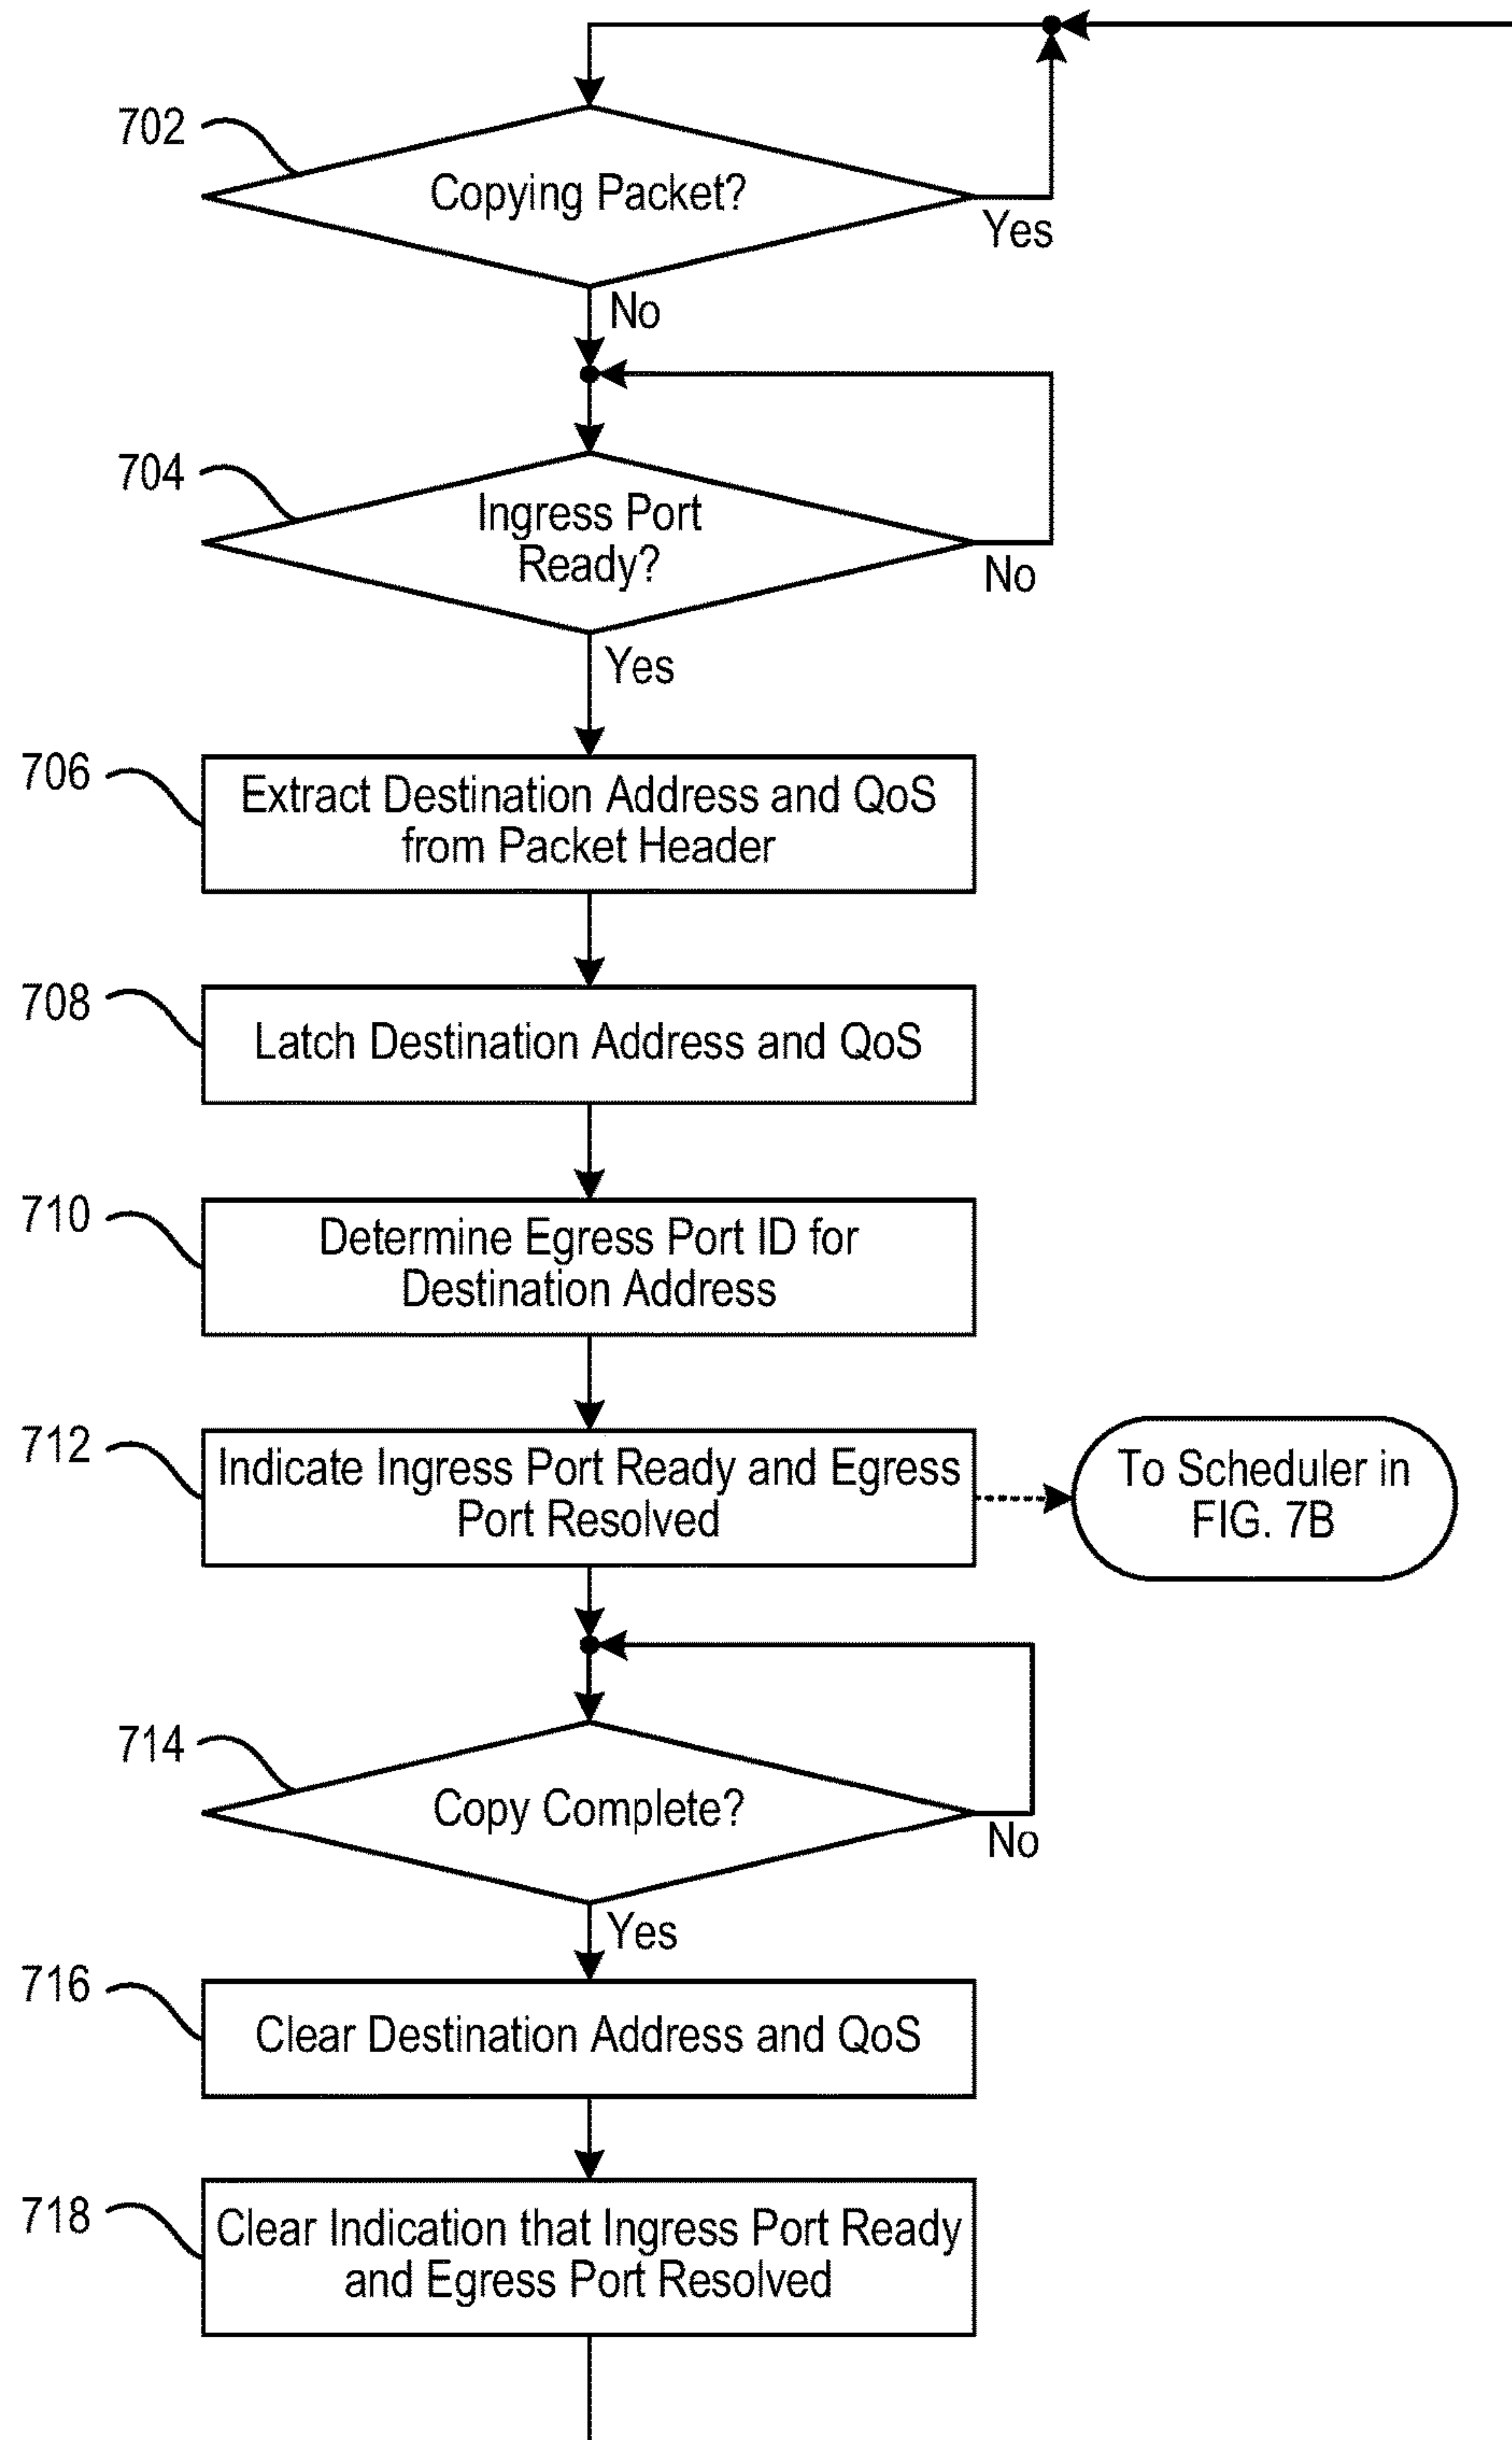 702
Copying Packet?
Yes
No
704
Ingress Port
Ready?
No
Yes
706
Extract Destination Address and QoS
from Packet Header
708
Latch Destination Address and QoS
710
Determine Egress Port ID for
Destination Address
712
Indicate Ingress Port Ready and Egress
Port Resolved
To Scheduler in
FIG. 7B
714
Copy Complete?
No
Yes
716
Clear Destination Address and QoS
718
Clear Indication that Ingress Port Ready
and Egress Port Resolved